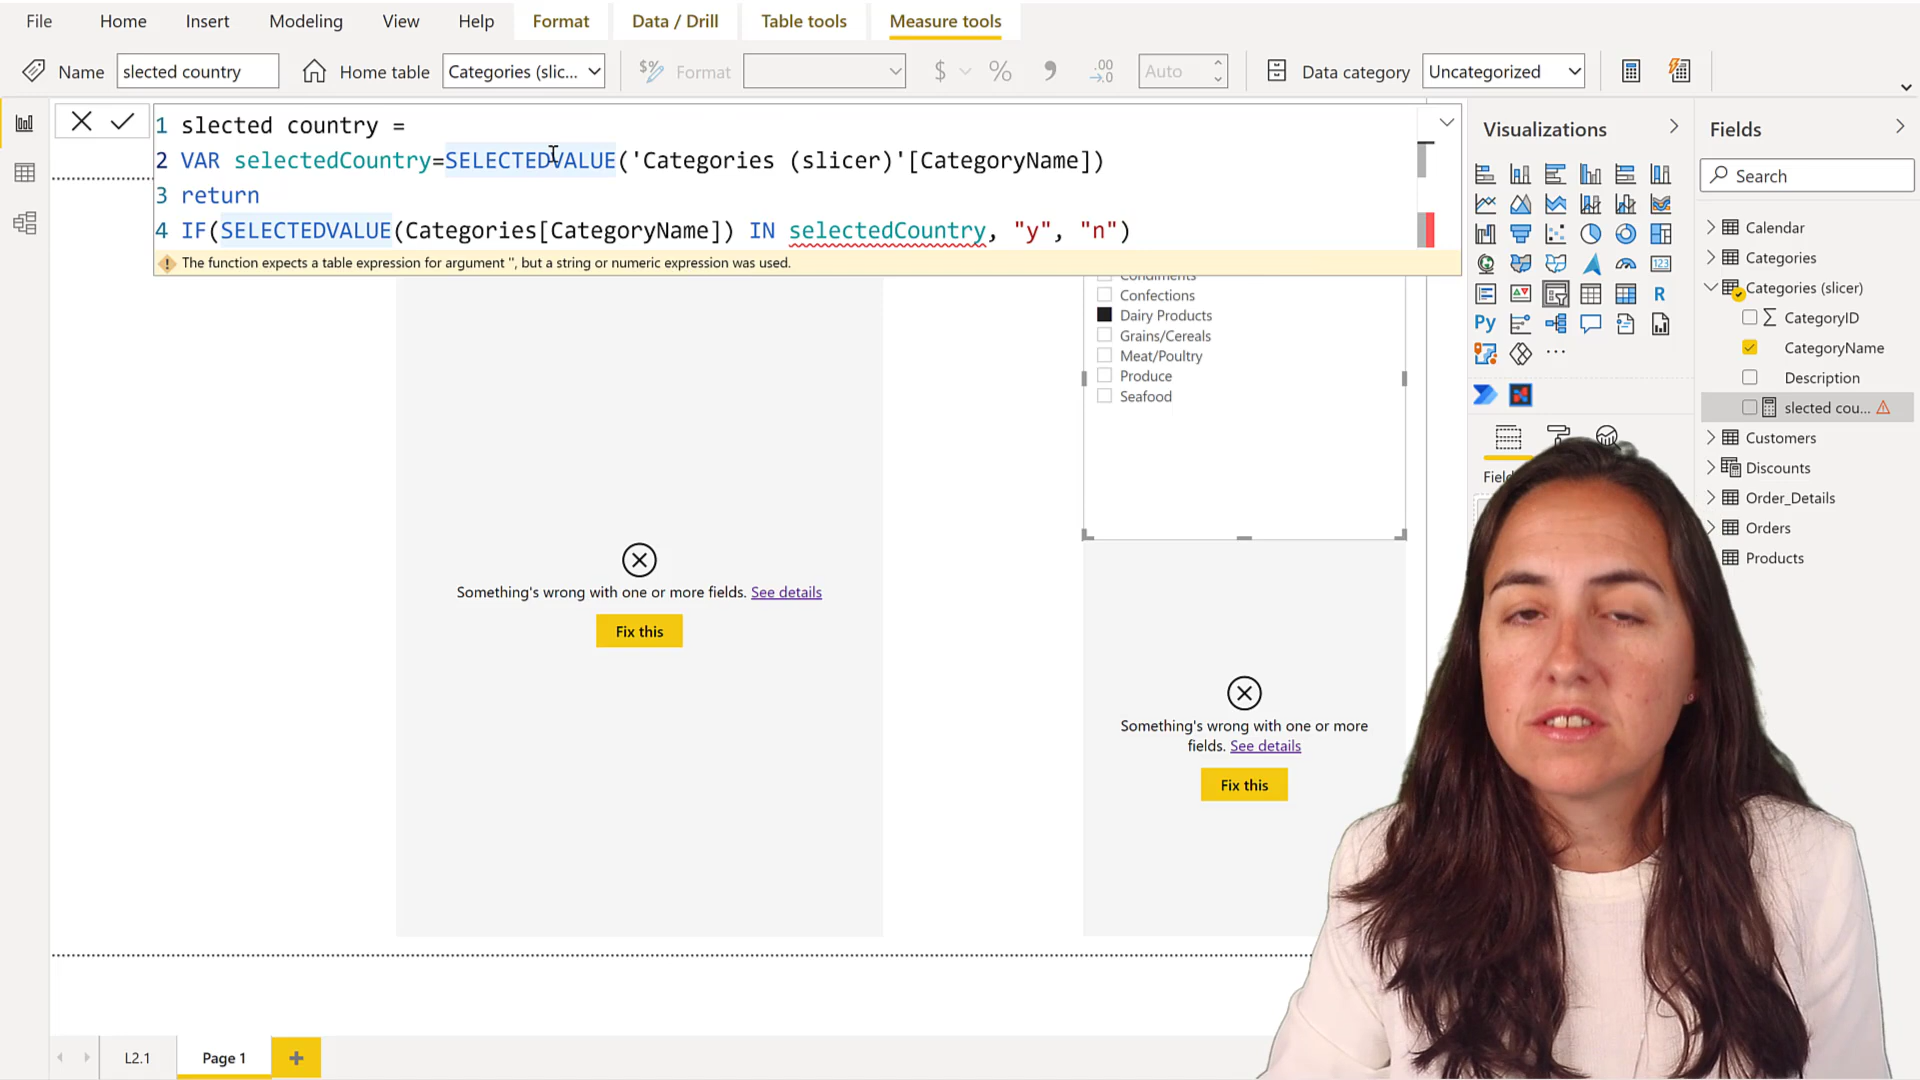 File Home Insert Modeling View Help Format Data / Drill Table tools Measure tools
Name slected country Home table Categories (slic... Format $ % Auto Data category Uncategorized
1 slected country =
2 VAR selectedCountry=SELECTEDVALUE('Categories (slicer)'[CategoryName])
3 return
4 IF(SELECTEDVALUE(Categories[CategoryName]) IN selectedCountry, "y", "n")
The function expects a table expression for argument '', but a string or numeric expression was used.
Condiments
Confections
Dairy Products
Grains/Cereals
Meat/Poultry
Produce
Seafood
Something's wrong with one or more fields. See details
Fix this
Something's wrong with one or more
fields. See details
Fix this
Visualizations
Fields
Search
Calendar
Categories
Categories (slicer)
CategoryID
CategoryName
Description
slected cou...
Customers
Discounts
Order_Details
Orders
Products
L2.1 Page 1